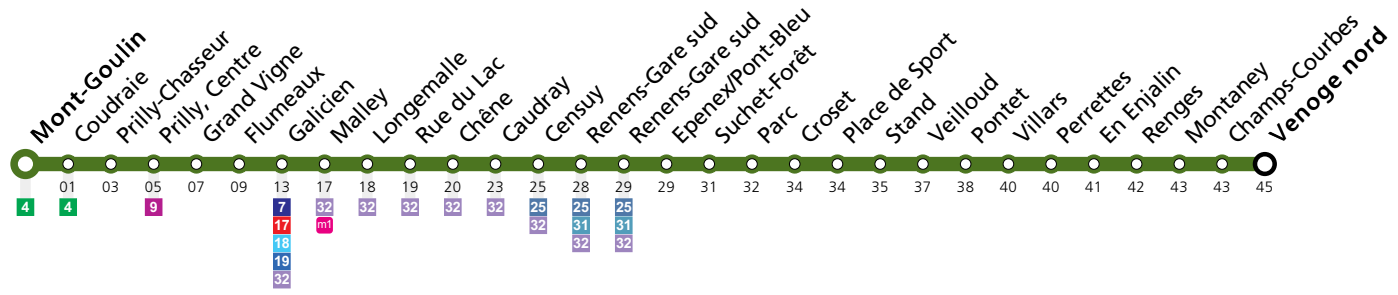 Mont-Goulin
Coudraie
Prilly-Chasseur
Prilly, Centre
Grand Vigne
Flumeaux
Galicien
Malley
Longemalle
Rue du Lac
Chêne
Caudray
Censuy
Renens-Gare sud
Renens-Gare sud
Epenex/Pont-Bleu
Suchet-Forêt
Parc
Croset
Place de Sport
Stand
Veilloud
Pontet
Villars
Perrettes
En Enjalin
Renges
Montaney
Champs-Courbes
Venoge nord
01 03 05 07 09 13 17 18 19 20 23 25 28 29 29 31 32 34 34 35 37 38 40 40 41 42 43 43 45
4 4 9 7 32 32 32 32 32 25 25 25
17 m1 32 31 31
18 32 32
19
32